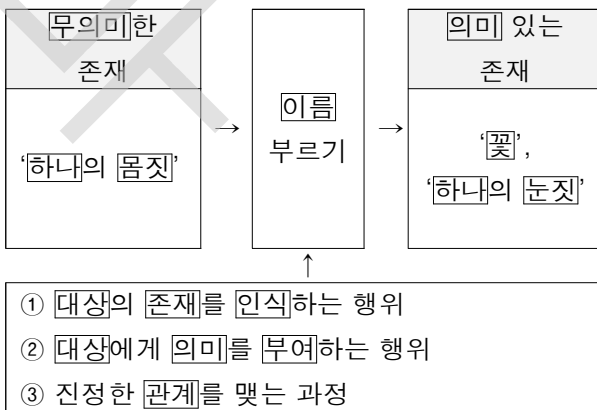 무의미한
존재
'하나의 몸짓'
→
이름
부르기
→
의미 있는
존재
'꽃',
'하나의 눈짓'
↑
① 대상의 존재를 인식하는 행위
② 대상에게 의미를 부여하는 행위
③ 진정한 관계를 맺는 과정